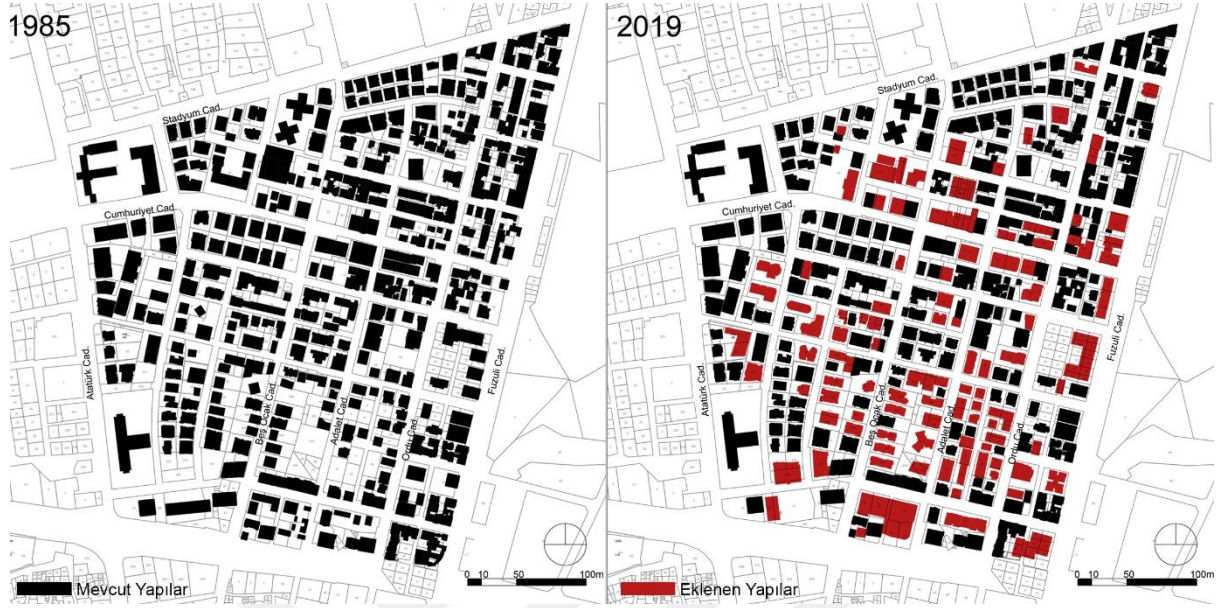 1985
Stadyum Cad.
Cumhuriyet Cad.
Atatürk Cad.
Beş Ocak Cad.
Adalet Cad.
Ordu Cad.
Fuzuli Cad.
Mevcut Yapılar
0 10 50 100m
2019
Stadyum Cad.
Cumhuriyet Cad.
Atatürk Cad.
Beş Ocak Cad.
Adalet Cad.
Ordu Cad.
Fuzuli Cad.
Eklenen Yapılar
0 10 50 100m